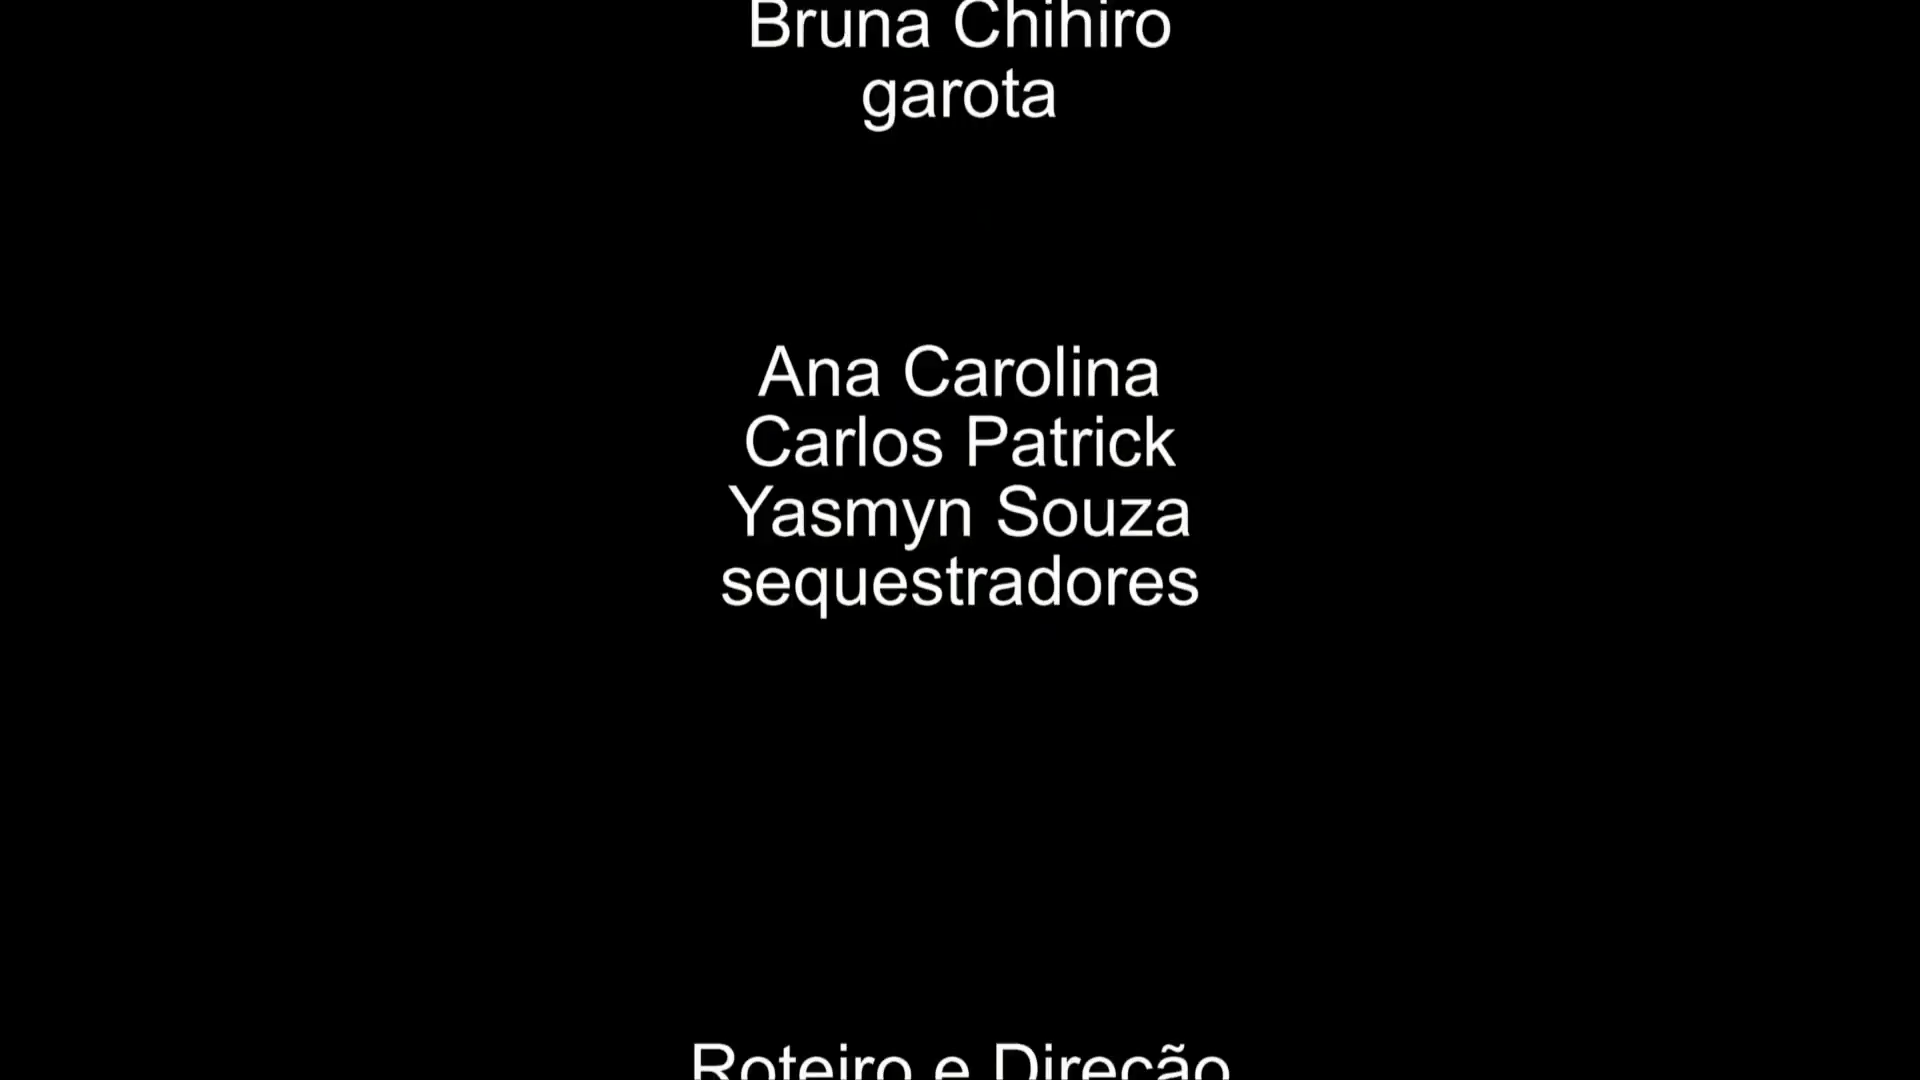 Bruna Chihiro
garota
Ana Carolina
Carlos Patrick
Yasmyn Souza
sequestradores
Roteiro e Direção